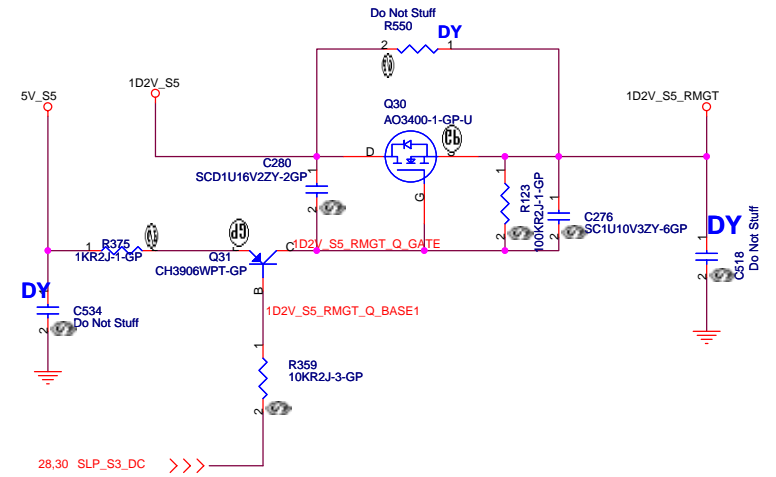 Do Not Stuff
R550
DY
2
1
5V_S5
1D2V_S5
1D2V_S5_RMGT
Q30
AO3400-1-GP-U
D
S
G
C280
SCD1U16V2ZY-2GP
1
2
1
R123
100KR2J-1-GP
2
1
C276
SC1U10V3ZY-6GP
2
DY
1
C518
Do Not Stuff
2
1
R375
1KR2J-1-GP
Q31
CH3906WPT-GP
C
1D2V_S5_RMGT_Q_GATE
B
1D2V_S5_RMGT_Q_BASE1
DY
C534
Do Not Stuff
2
1
R359
10KR2J-3-GP
2
28,30 SLP_S3_DC